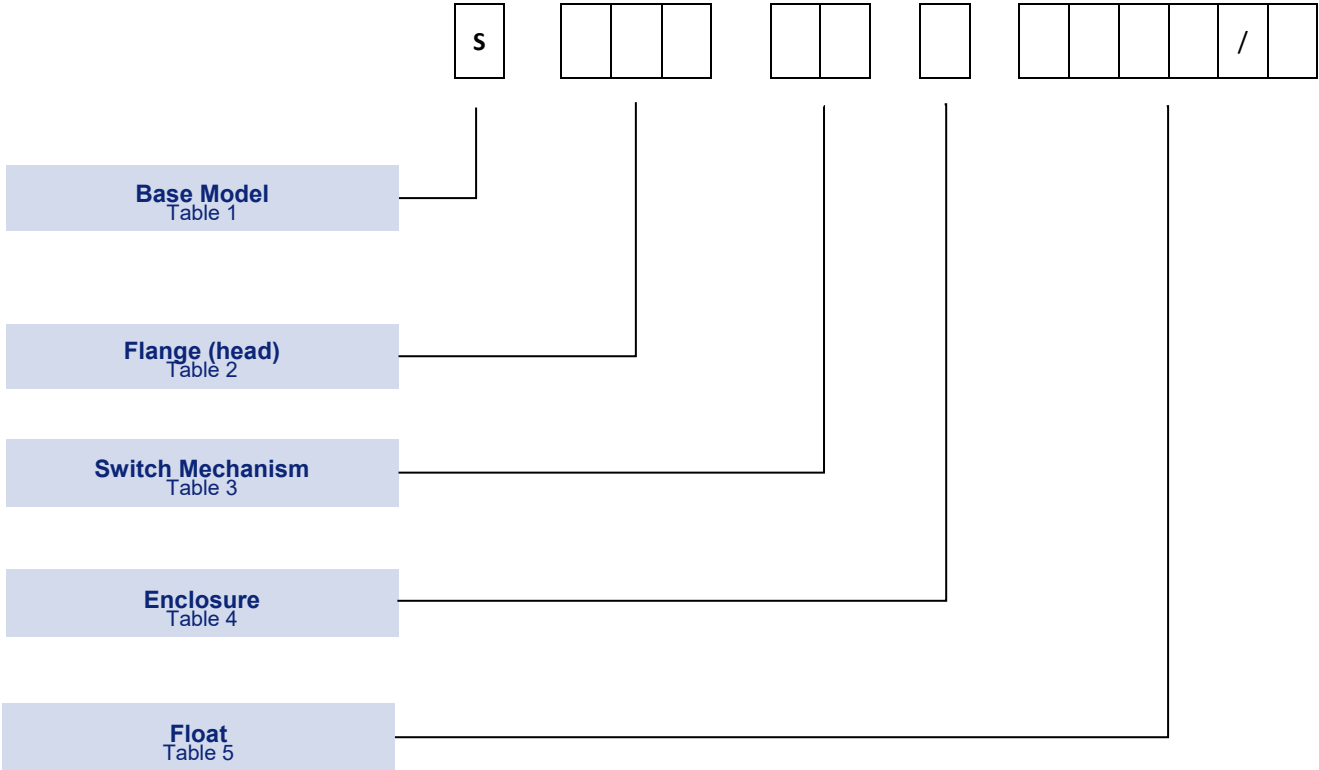 S /
Base Model
Table 1
Flange (head)
Table 2
Switch Mechanism
Table 3
Enclosure
Table 4
Float
Table 5